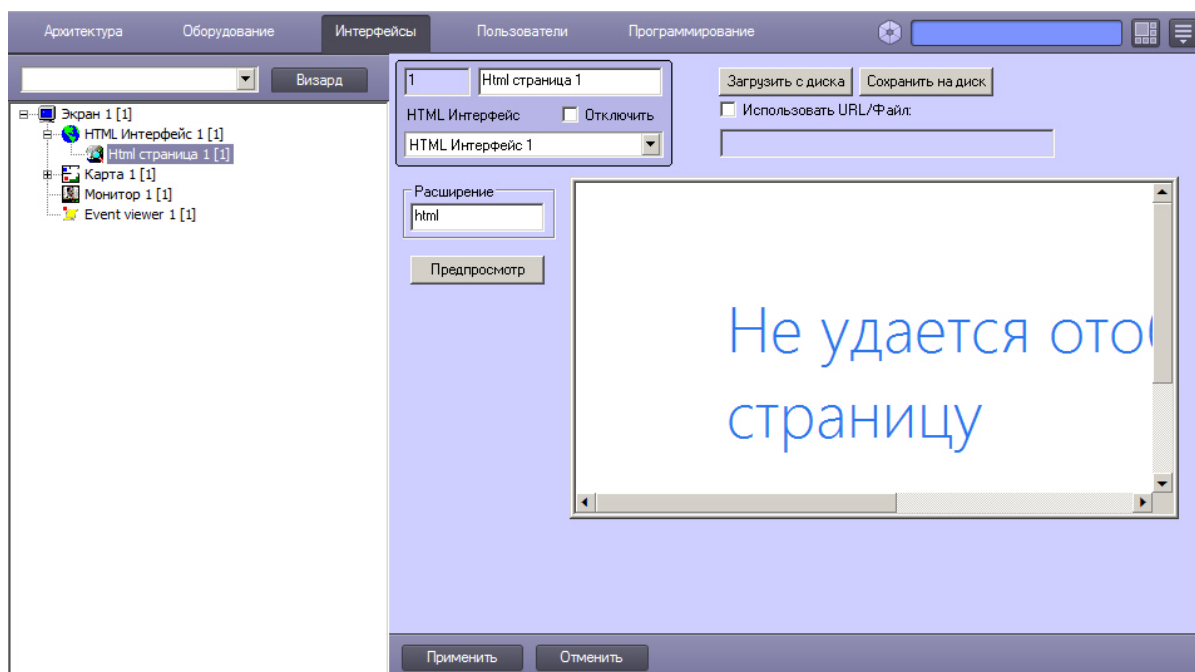 Архитектура Оборудование Интерфейсы Пользователи Программирование
Визард
Экран 1 [1]
HTML Интерфейс 1 [1]
Html страница 1 [1]
Карта 1 [1]
Монитор 1 [1]
Event viewer 1 [1]
1 Html страница 1
HTML Интерфейс Отключить
HTML Интерфейс 1
Загрузить с диска Сохранить на диск
Использовать URL/Файл:
Расширение
html
Предпросмотр
Не удается ото
страницу
Применить Отменить